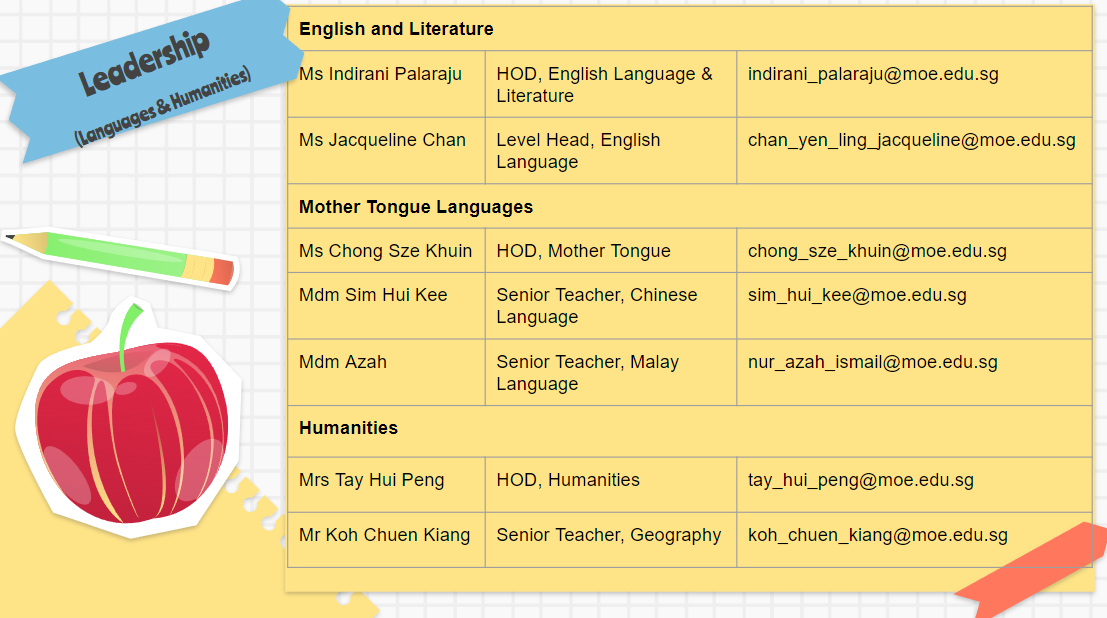 Leadership
(Languages & Humanities)
English and Literature
Ms Indirani Palaraju HOD, English Language & indirani_palaraju@moe.edu.sg
Literature
Ms Jacqueline Chan Level Head, English chan_yen_ling_jacqueline@moe.edu.sg
Language
Mother Tongue Languages
Ms Chong Sze Khuin HOD, Mother Tongue chong_sze_khuin@moe.edu.sg
Mdm Sim Hui Kee Senior Teacher, Chinese sim_hui_kee@moe.edu.sg
Language
Mdm Azah Senior Teacher, Malay nur_azah_ismail@moe.edu.sg
Language
Humanities
Mrs Tay Hui Peng HOD, Humanities tay_hui_peng@moe.edu.sg
Mr Koh Chuen Kiang Senior Teacher, Geography koh_chuen_kiang@moe.edu.sg